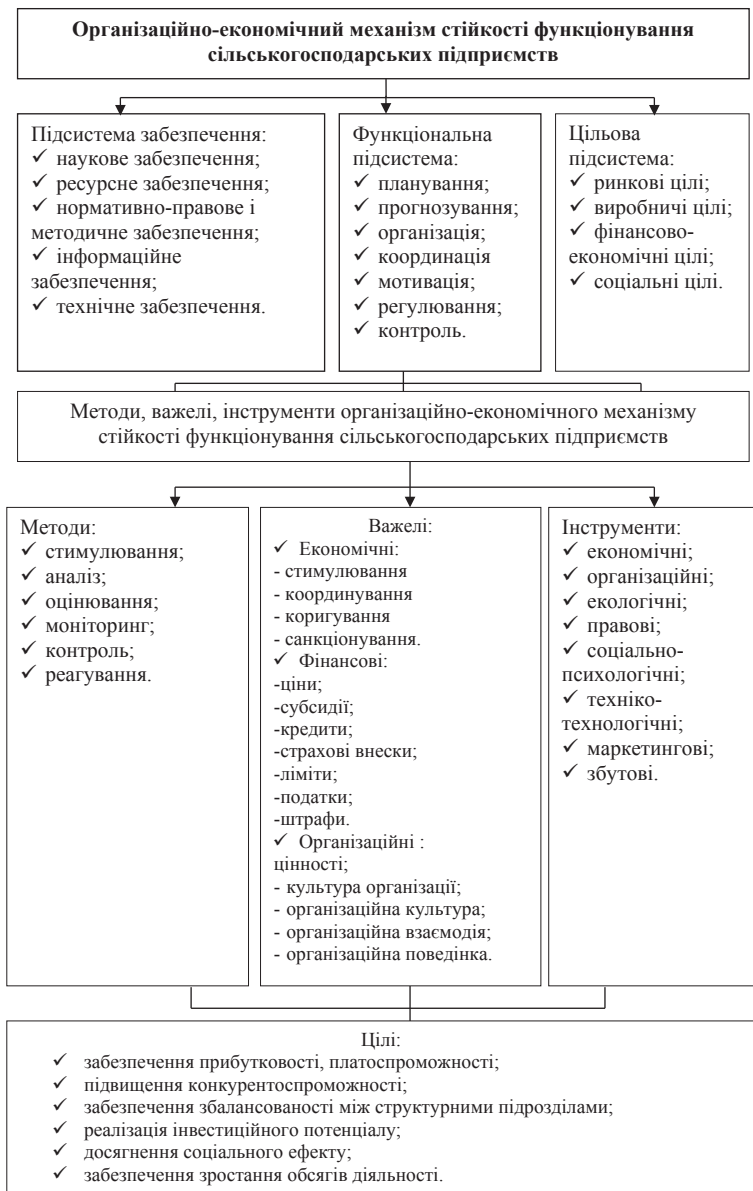 Організаційно-економічний механізм стійкості функціонування
сільськогосподарських підприємств
Підсистема забезпечення:
✓ наукове забезпечення;
✓ ресурсне забезпечення;
✓ нормативно-правове і
методичне забезпечення;
✓ інформаційне
забезпечення;
✓ технічне забезпечення.
Функціональна
підсистема:
✓ планування;
✓ прогнозування;
✓ організація;
✓ координація
✓ мотивація;
✓ регулювання;
✓ контроль.
Цільова
підсистема:
✓ ринкові цілі;
✓ виробничі цілі;
✓ фінансово-
економічні цілі;
✓ соціальні цілі.
Методи, важелі, інструменти організаційно-економічного механізму
стійкості функціонування сільськогосподарських підприємств
Методи:
✓ стимулювання;
✓ аналіз;
✓ оцінювання;
✓ моніторинг;
✓ контроль;
✓ реагування.
Важелі:
✓ Економічні:
- стимулювання
- координування
- коригування
- санкціонування.
✓ Фінансові:
-ціни;
-субсидії;
-кредити;
-страхові внески;
-ліміти;
-податки;
-штрафи.
✓ Організаційні :
цінності;
- культура організації;
- організаційна культура;
- організаційна взаємодія;
- організаційна поведінка.
Інструменти:
✓ економічні;
✓ організаційні;
✓ екологічні;
✓ правові;
✓ соціально-
психологічні;
✓ техніко-
технологічні;
✓ маркетингові;
✓ збутові.
Цілі:
✓ забезпечення прибутковості, платоспроможності;
✓ підвищення конкурентоспроможності;
✓ забезпечення збалансованості між структурними підрозділами;
✓ реалізація інвестиційного потенціалу;
✓ досягнення соціального ефекту;
✓ забезпечення зростання обсягів діяльності.